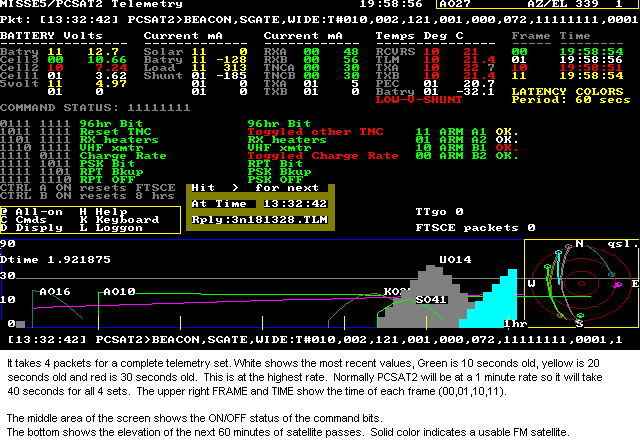 MISSE5/PCSAT2 Telemetry 19:58:56 AO27 AZ/EL 339 1
Pkt: [13:32:42] PCSAT2>BEACON,SGATE,WIDE:T#010,002,121,001,000,072,11111111,0001
BATTERY Volts Current mA Current mA Temps Deg C Frame Time
Batry 11 12.7 Solar 11 0 RXA 00 48 RCVRS 10 21 00 19:58:54
Cell3 00 10.66 Batry 11 -128 RXB 00 56 TLM 10 21.4 01 19:58:56
Cell2 10 7.24 Load 11 313 TNCA 00 30 TXA 10 21.7 10 19:58:51
Cell1 01 3.62 Shunt 01 -185 TNCB 00 30 TXB 10 21.4 11 19:58:54
5volt 11 4.97 01 0 TXA 01 0 PEC 01 20.7
01 0 01 0 TXB 01 0 Batry 01 -32.1 LATENCY COLORS
LOW-V-SHUNT Period: 60 secs
COMMAND STATUS: 11111111
0111 1111 96hr Bit 96hr Bit
1011 1111 Reset TNC Toggled other TNC 11 ARM A1 OK.
1101 1111 RX heaters RX heaters 01 ARM A2 OK.
1110 1111 VHF xmtr VHF xmtr 10 ARM B1 OK.
1111 0111 Charge Rate Toggled Charge Rate 00 ARM B2 OK.
1111 1011 PSK Bit PSK Bit
1111 1101 RPT Bkup RPT Bkup
1111 1110 RPT OFF RPT OFF
CTRL A ON resets FTSCE Hit > for next
CTRL B ON resets 8 hrs
At Time 13:32:42
@ All-on H Help
C Cmds K Keyboard Rply:3n181328.TLM TTgo 0
D Disply L Loggon FTSCE packets 0
90 N qsl.
Dtime 1.921875 UO14
30 AO16 AO10 KO25 W E
10 SO41
0 1hr S
[13:32:42] PCSAT2>BEACON,SGATE,WIDE:T#010,002,121,001,000,072,11111111,0001,1
It takes 4 packets for a complete telemetry set. White shows the most recent values, Green is 10 seconds old, yellow is 20
seconds old and red is 30 seconds old. This is at the highest rate. Normally PCSAT2 will be at a 1 minute rate so it will take
40 seconds for all 4 sets. The upper right FRAME and TIME show the time of each frame (00,01,10,11).
The middle area of the screen shows the ON/OFF status of the command bits.
The bottom shows the elevation of the next 60 minutes of satellite passes. Solid color indicates a usable FM satellite.